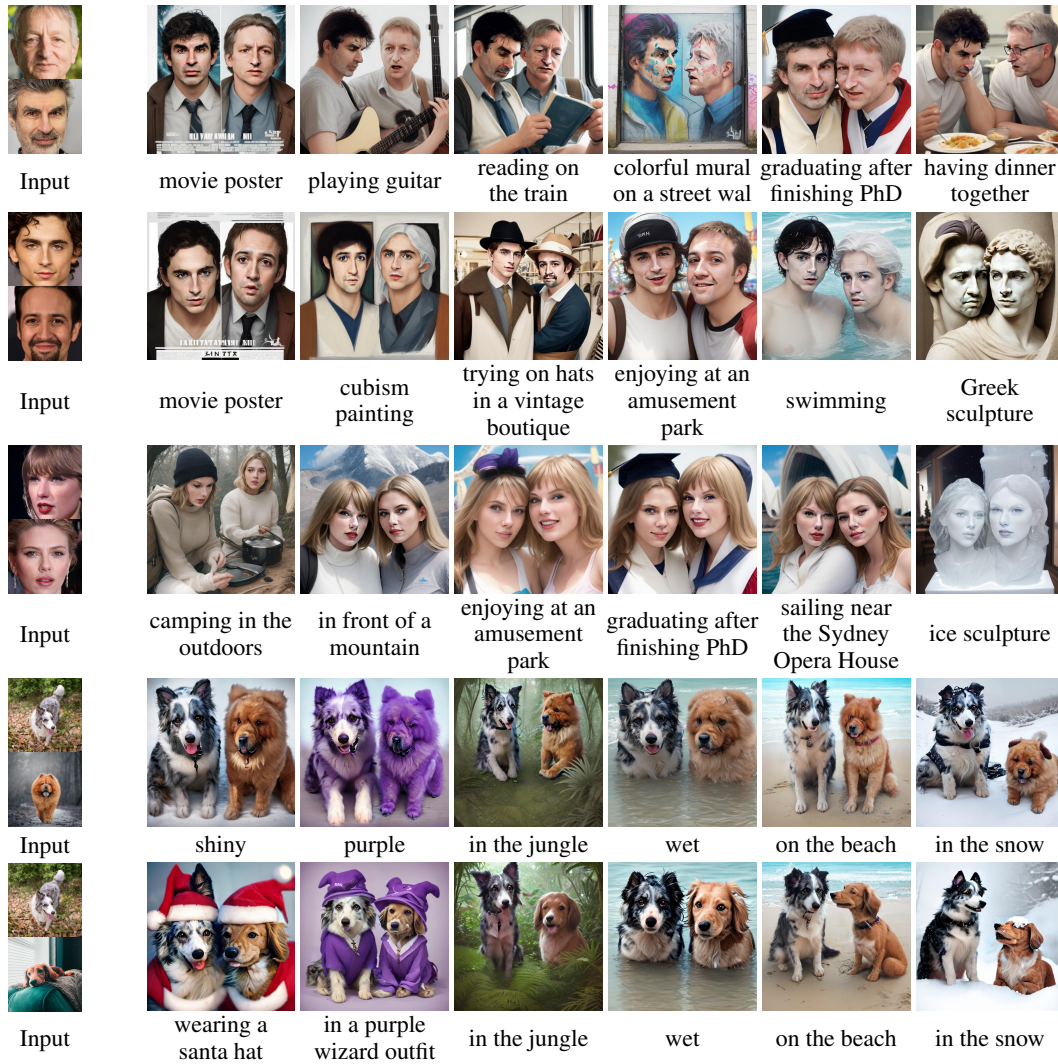 Input
movie poster
playing guitar
reading on
the train
colorful mural
on a street wal
graduating after
finishing PhD
having dinner
together
Input
movie poster
cubism
painting
trying on hats
in a vintage
boutique
enjoying at an
amusement
park
swimming
Greek
sculpture
Input
camping in the
outdoors
in front of a
mountain
enjoying at an
amusement
park
graduating after
finishing PhD
sailing near
the Sydney
Opera House
ice sculpture
Input
shiny
purple
in the jungle
wet
on the beach
in the snow
Input
wearing a
santa hat
in a purple
wizard outfit
in the jungle
wet
on the beach
in the snow